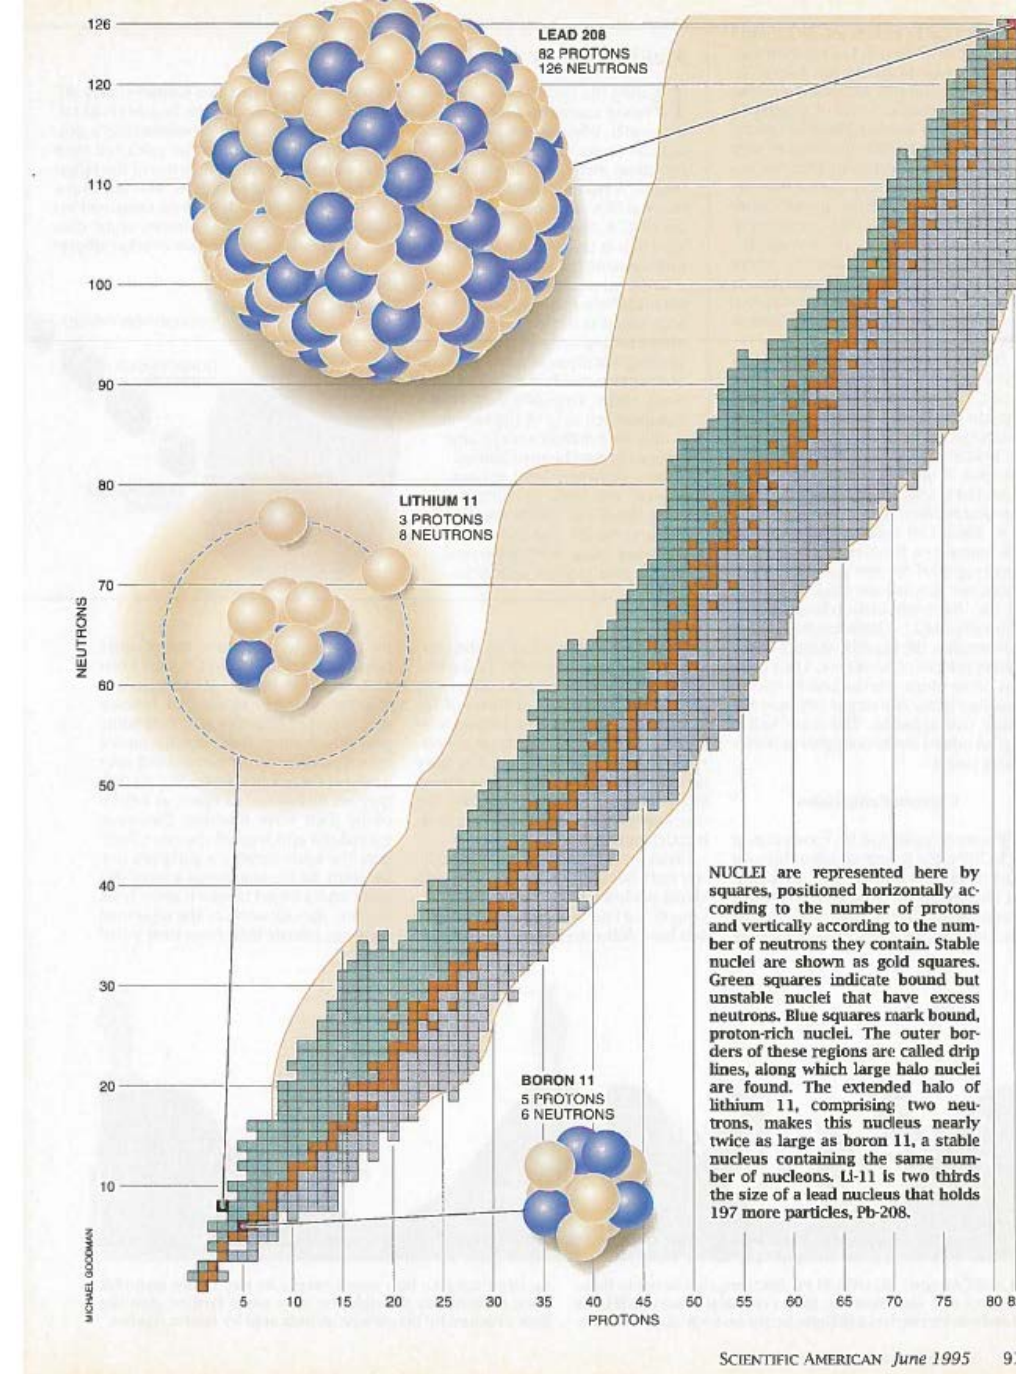 126
120
110
100
90
80
70
60
50
40
30
20
10
NEUTRONS
LEAD 208
82 PROTONS
126 NEUTRONS
LITHIUM 11
3 PROTONS
8 NEUTRONS
BORON 11
5 PROTONS
6 NEUTRONS
NUCLEI are represented here by
squares, positioned horizontally ac-
cording to the number of protons
and vertically according to the num-
ber of neutrons they contain. Stable
nuclei are shown as gold squares.
Green squares indicate bound but
unstable nuclei that have excess
neutrons. Blue squares mark bound,
proton-rich nuclei. The outer bor-
ders of these regions are called drip
lines, along which large halo nuclei
are found. The extended halo of
lithium 11, comprising two neu-
trons, makes this nucleus nearly
twice as large as boron 11, a stable
nucleus containing the same num-
ber of nucleons. Li-11 is two thirds
the size of a lead nucleus that holds
197 more particles, Pb-208.
MICHAEL GOODMAN
5 10 15 20 25 30 35 40 45 50 55 60 65 70 75 80
PROTONS
SCIENTIFIC AMERICAN June 1995